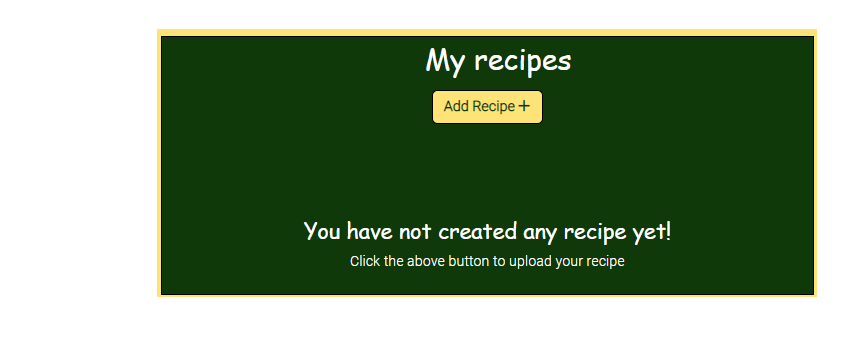 My recipes
Add Recipe +
You have not created any recipe yet!
Click the above button to upload your recipe